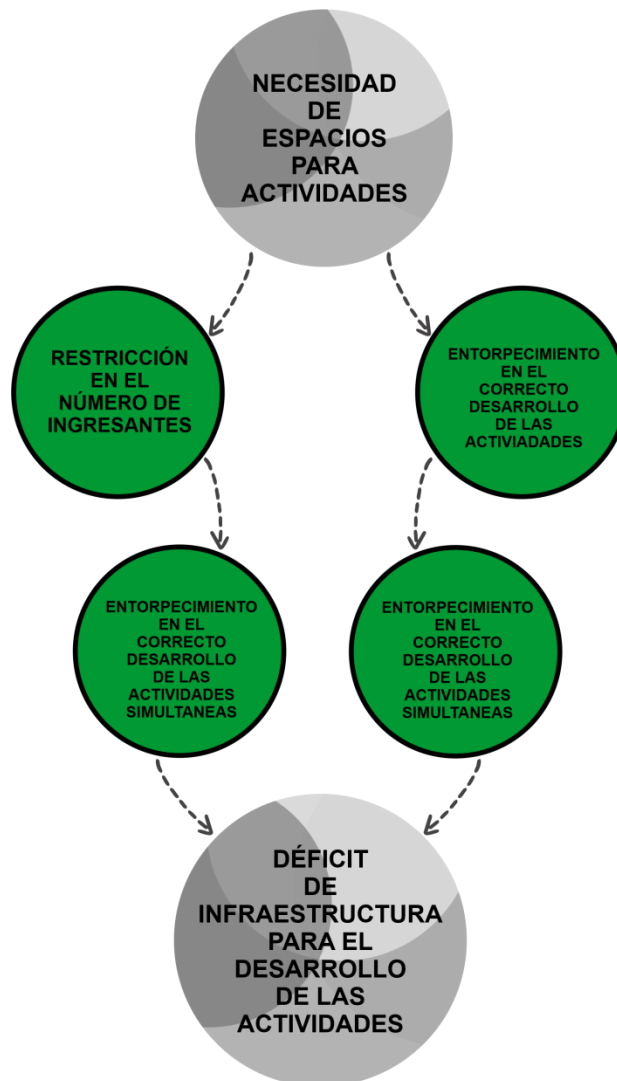 NECESIDAD
DE
ESPACIOS
PARA
ACTIVIDADES
RESTRICCIÓN
EN EL
NÚMERO DE
INGRESANTES
ENTORPECIMIENTO
EN EL
CORRECTO
DESARROLLO
DE LAS
ACTIVIADADES
ENTORPECIMIENTO
EN EL
CORRECTO
DESARROLLO
DE LAS
ACTIVIDADES
SIMULTANEAS
ENTORPECIMIENTO
EN EL
CORRECTO
DESARROLLO
DE LAS
ACTIVIDADES
SIMULTANEAS
DÉFICIT
DE
INFRAESTRUCTURA
PARA EL
DESARROLLO
DE LAS
ACTIVIDADES